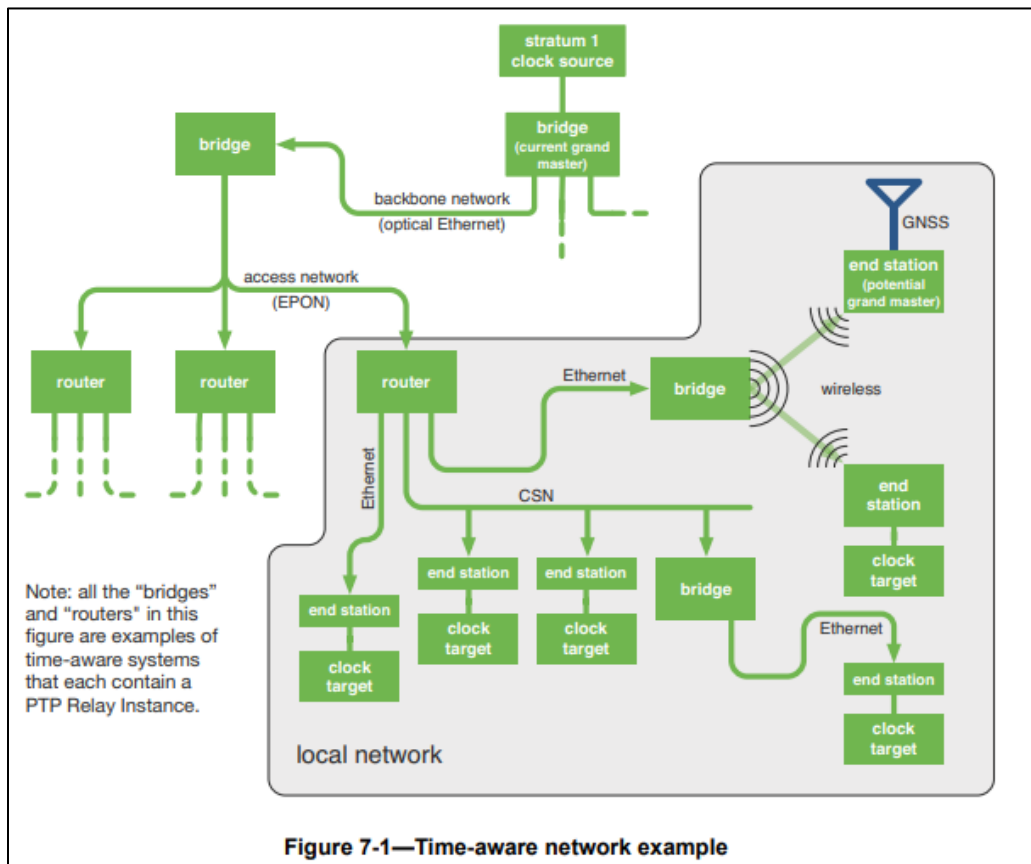 stratum 1
clock source
bridge
(current grand
master)
bridge
backbone network
(optical Ethernet)
GNSS
end station
(potential
grand master)
access network
(EPON)
router
router
router
Ethernet
bridge
wireless
Ethernet
CSN
end
station
clock
target
end station
clock
target
end station
clock
target
bridge
end station
clock
target
Ethernet
end station
clock
target
Note: all the “bridges”
and “routers" in this
figure are examples of
time-aware systems
that each contain a
PTP Relay Instance.
local network
Figure 7-1—Time-aware network example